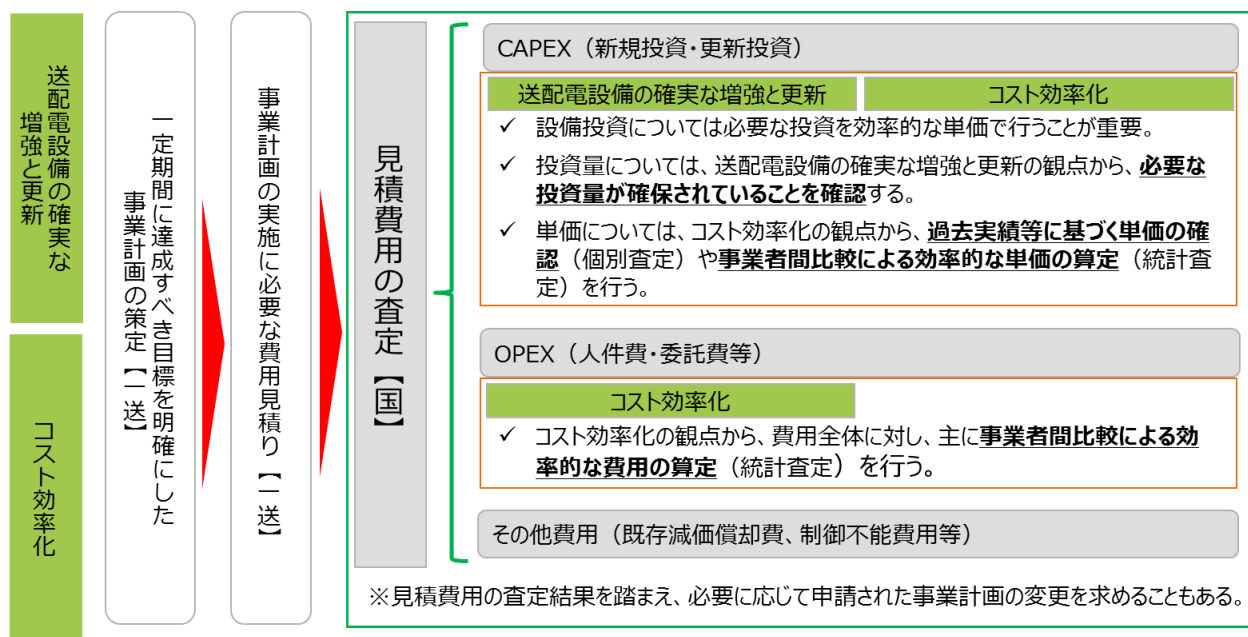 送配電設備の確実な
増強と更新
コスト効率化
一定期間に達成すべき目標を明確にした
事業計画の策定【一送】
事業計画の実施に必要な費用見積り【一送】
見積費用の査定【国】
CAPEX（新規投資・更新投資）
送配電設備の確実な増強と更新
コスト効率化
✓ 設備投資については必要な投資を効率的な単価で行うことが重要。
✓ 投資量については、送配電設備の確実な増強と更新の観点から、必要な
投資量が確保されていることを確認する。
✓ 単価については、コスト効率化の観点から、過去実績等に基づく単価の確
認（個別査定）や事業者間比較による効率的な単価の算定（統計査
定）を行う。
OPEX（人件費・委託費等）
コスト効率化
✓ コスト効率化の観点から、費用全体に対し、主に事業者間比較による効
率的な費用の算定（統計査定）を行う。
その他費用（既存減価償却費、制御不能費用等）
※見積費用の査定結果を踏まえ、必要に応じて申請された事業計画の変更を求めることもある。